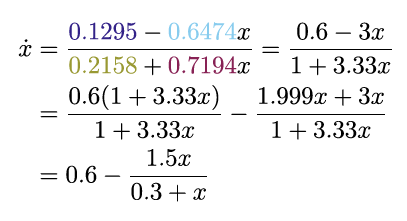 ẋ = (0.1295 − 0.6474x)/(0.2158 + 0.7194x) = (0.6 − 3x)/(1 + 3.33x)
= 0.6(1 + 3.33x)/(1 + 3.33x) − (1.999x + 3x)/(1 + 3.33x)
= 0.6 − 1.5x/(0.3 + x)